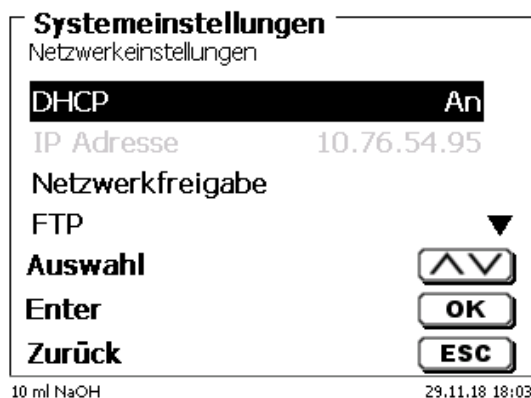 Systemeinstellungen
Netzwerkeinstellungen
DHCP An
IP Adresse 10.76.54.95
Netzwerkfreigabe
FTP
Auswahl
Enter OK
Zurück ESC
10 ml NaOH 29.11.18 18:03